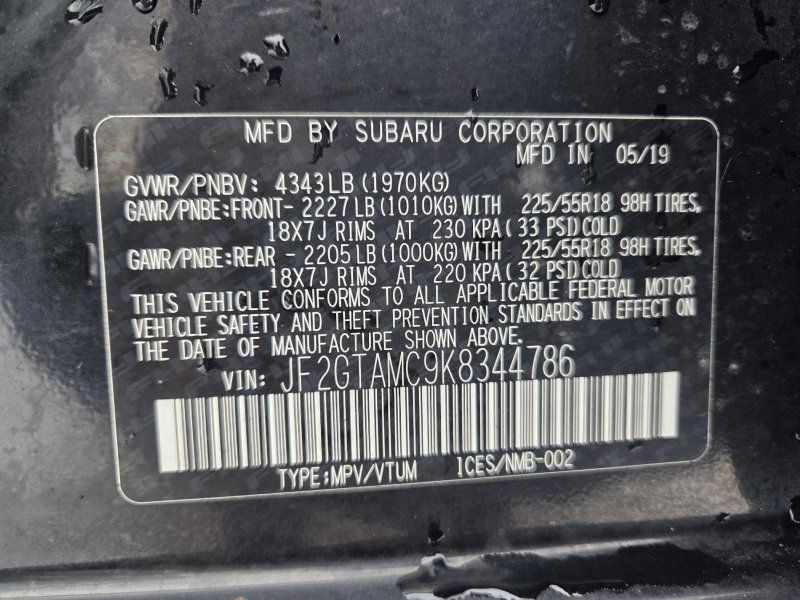 MFD BY SUBARU CORPORATION
MFD IN 05/19
GVWR/PNBV: 4343LB (1970KG)
GAWR/PNBE:FRONT- 2227LB (1010KG) WITH 225/55R18 98H TIRES,
18X7J RIMS AT 230 KPA( 33 PSI)COLD
GAWR/PNBE:REAR - 2205LB (1000KG) WITH 225/55R18 98H TIRES,
18X7J RIMS AT 220 KPA( 32 PSI)COLD
THIS VEHICLE CONFORMS TO ALL APPLICABLE FEDERAL MOTOR
VEHICLE SAFETY AND THEFT PREVENTION STANDARDS IN EFFECT ON
THE DATE OF MANUFACTURE SHOWN ABOVE.
VIN: JF2GTAMC9K8344786
TYPE:MPV/VTUM ICES/NMB-002